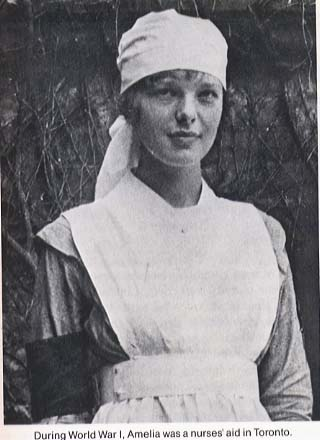 During World War I, Amelia was a nurses' aid in Toronto.